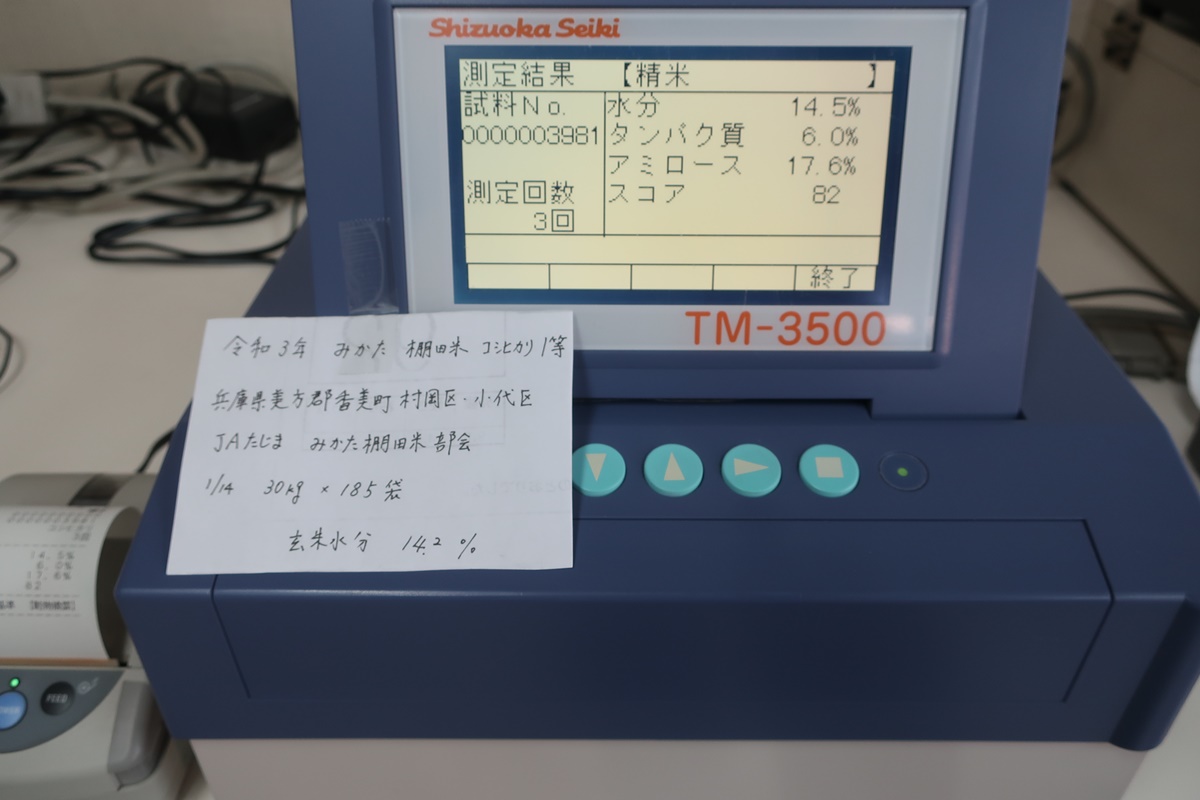 Shizuoka Seiki
測定結果 【精米 】
試料No.
0000003981
測定回数
3回
水分 14.5%
タンパク質 6.0%
アミロース 17.6%
スコア 82
終了
TM-3500
令和3年 みかた 棚田米 コシヒカリ1等
兵庫県美方郡香美町村岡区・小代区
JAたじま みかた棚田米部会
1/14 30kg × 185袋
玄米水分 14.2%
3回
14.5%
6.0%
17.6%
82
FEED